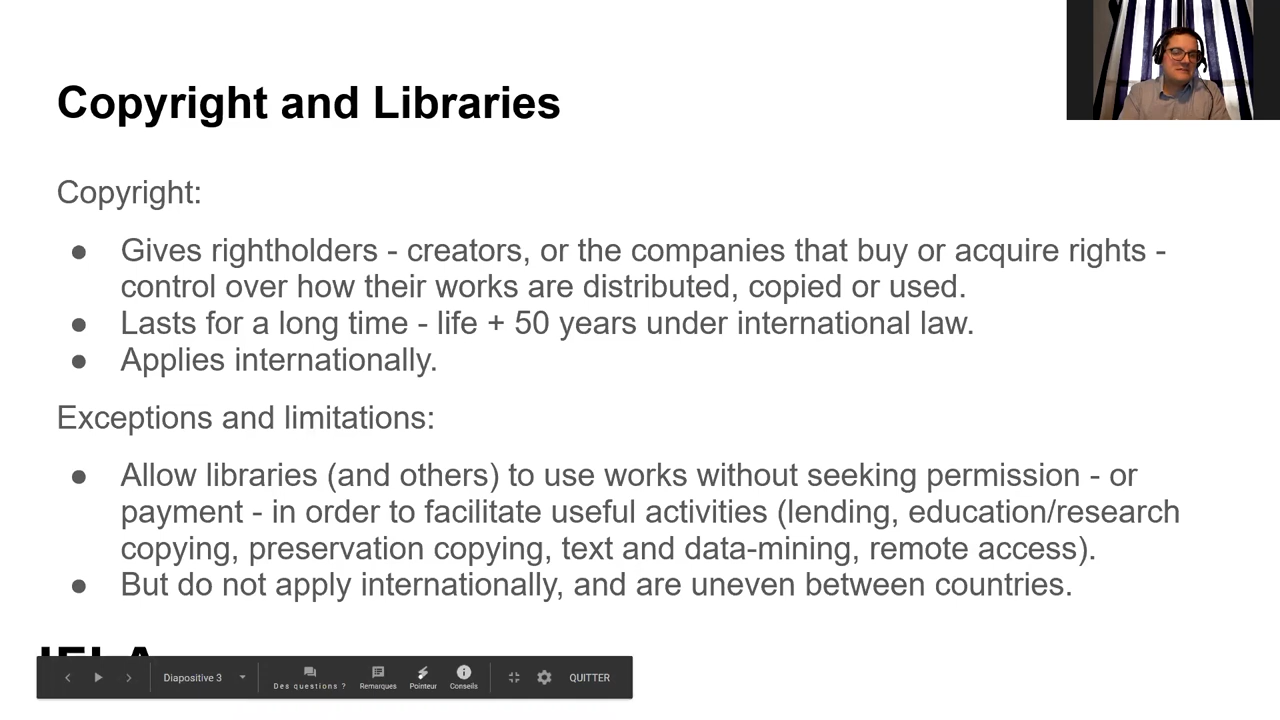 Copyright and Libraries
Copyright:
● Gives rightholders - creators, or the companies that buy or acquire rights -
control over how their works are distributed, copied or used.
● Lasts for a long time - life + 50 years under international law.
● Applies internationally.
Exceptions and limitations:
● Allow libraries (and others) to use works without seeking permission - or
payment - in order to facilitate useful activities (lending, education/research
copying, preservation copying, text and data-mining, remote access).
● But do not apply internationally, and are uneven between countries.
Diapositive 3
Des questions ?
Remarques
Pointeur
Conseils
QUITTER